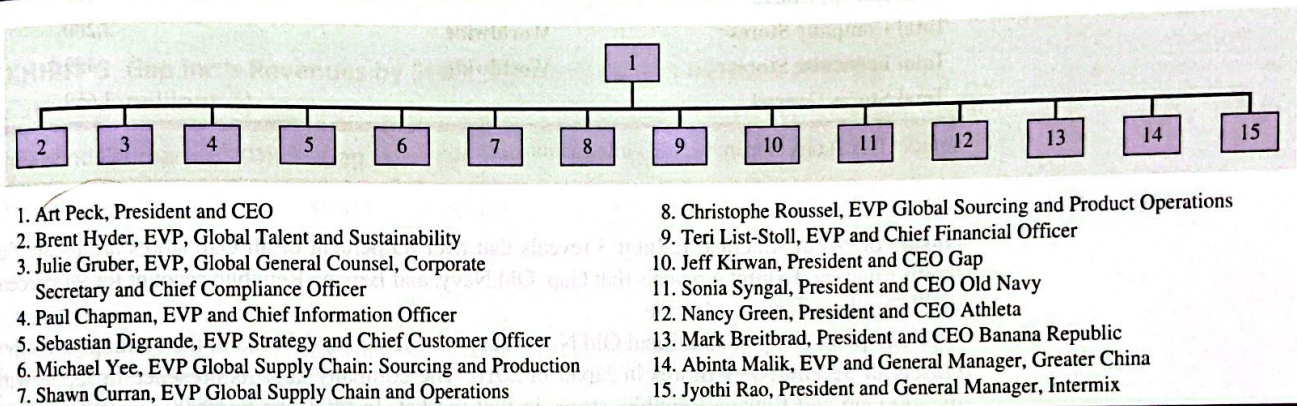 1
2 3 4 5 6 7 8 9 10 11 12 13 14 15
1. Art Peck, President and CEO
2. Brent Hyder, EVP, Global Talent and Sustainability
3. Julie Gruber, EVP, Global General Counsel, Corporate
Secretary and Chief Compliance Officer
4. Paul Chapman, EVP and Chief Information Officer
5. Sebastian Digrande, EVP Strategy and Chief Customer Officer
6. Michael Yee, EVP Global Supply Chain: Sourcing and Production
7. Shawn Curran, EVP Global Supply Chain and Operations
8. Christophe Roussel, EVP Global Sourcing and Product Operations
9. Teri List-Stoll, EVP and Chief Financial Officer
10. Jeff Kirwan, President and CEO Gap
11. Sonia Syngal, President and CEO Old Navy
12. Nancy Green, President and CEO Athleta
13. Mark Breitbrad, President and CEO Banana Republic
14. Abinta Malik, EVP and General Manager, Greater China
15. Jyothi Rao, President and General Manager, Intermix